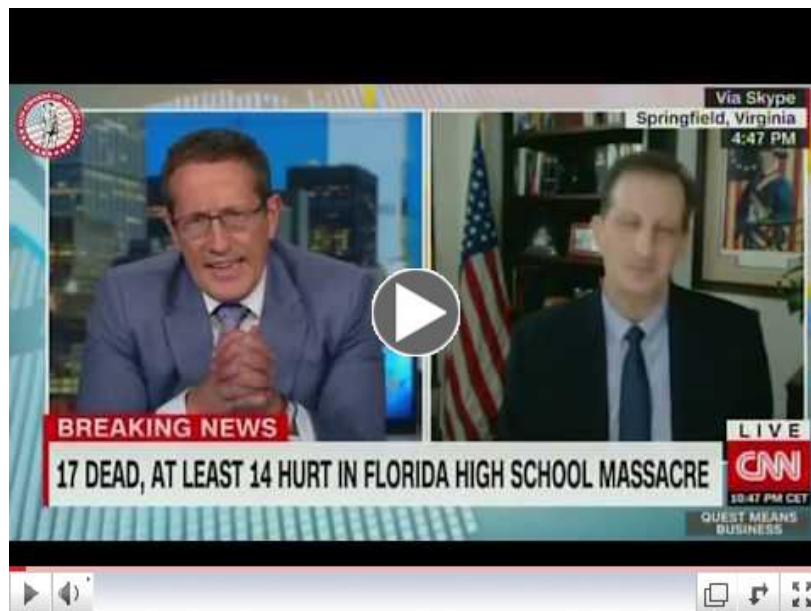 Via Skype
Springfield, Virginia
4:47 PM
BREAKING NEWS
17 DEAD, AT LEAST 14 HURT IN FLORIDA HIGH SCHOOL MASSACRE
LIVE
CNN
10:47 PM CET
QUEST MEANS
BUSINESS